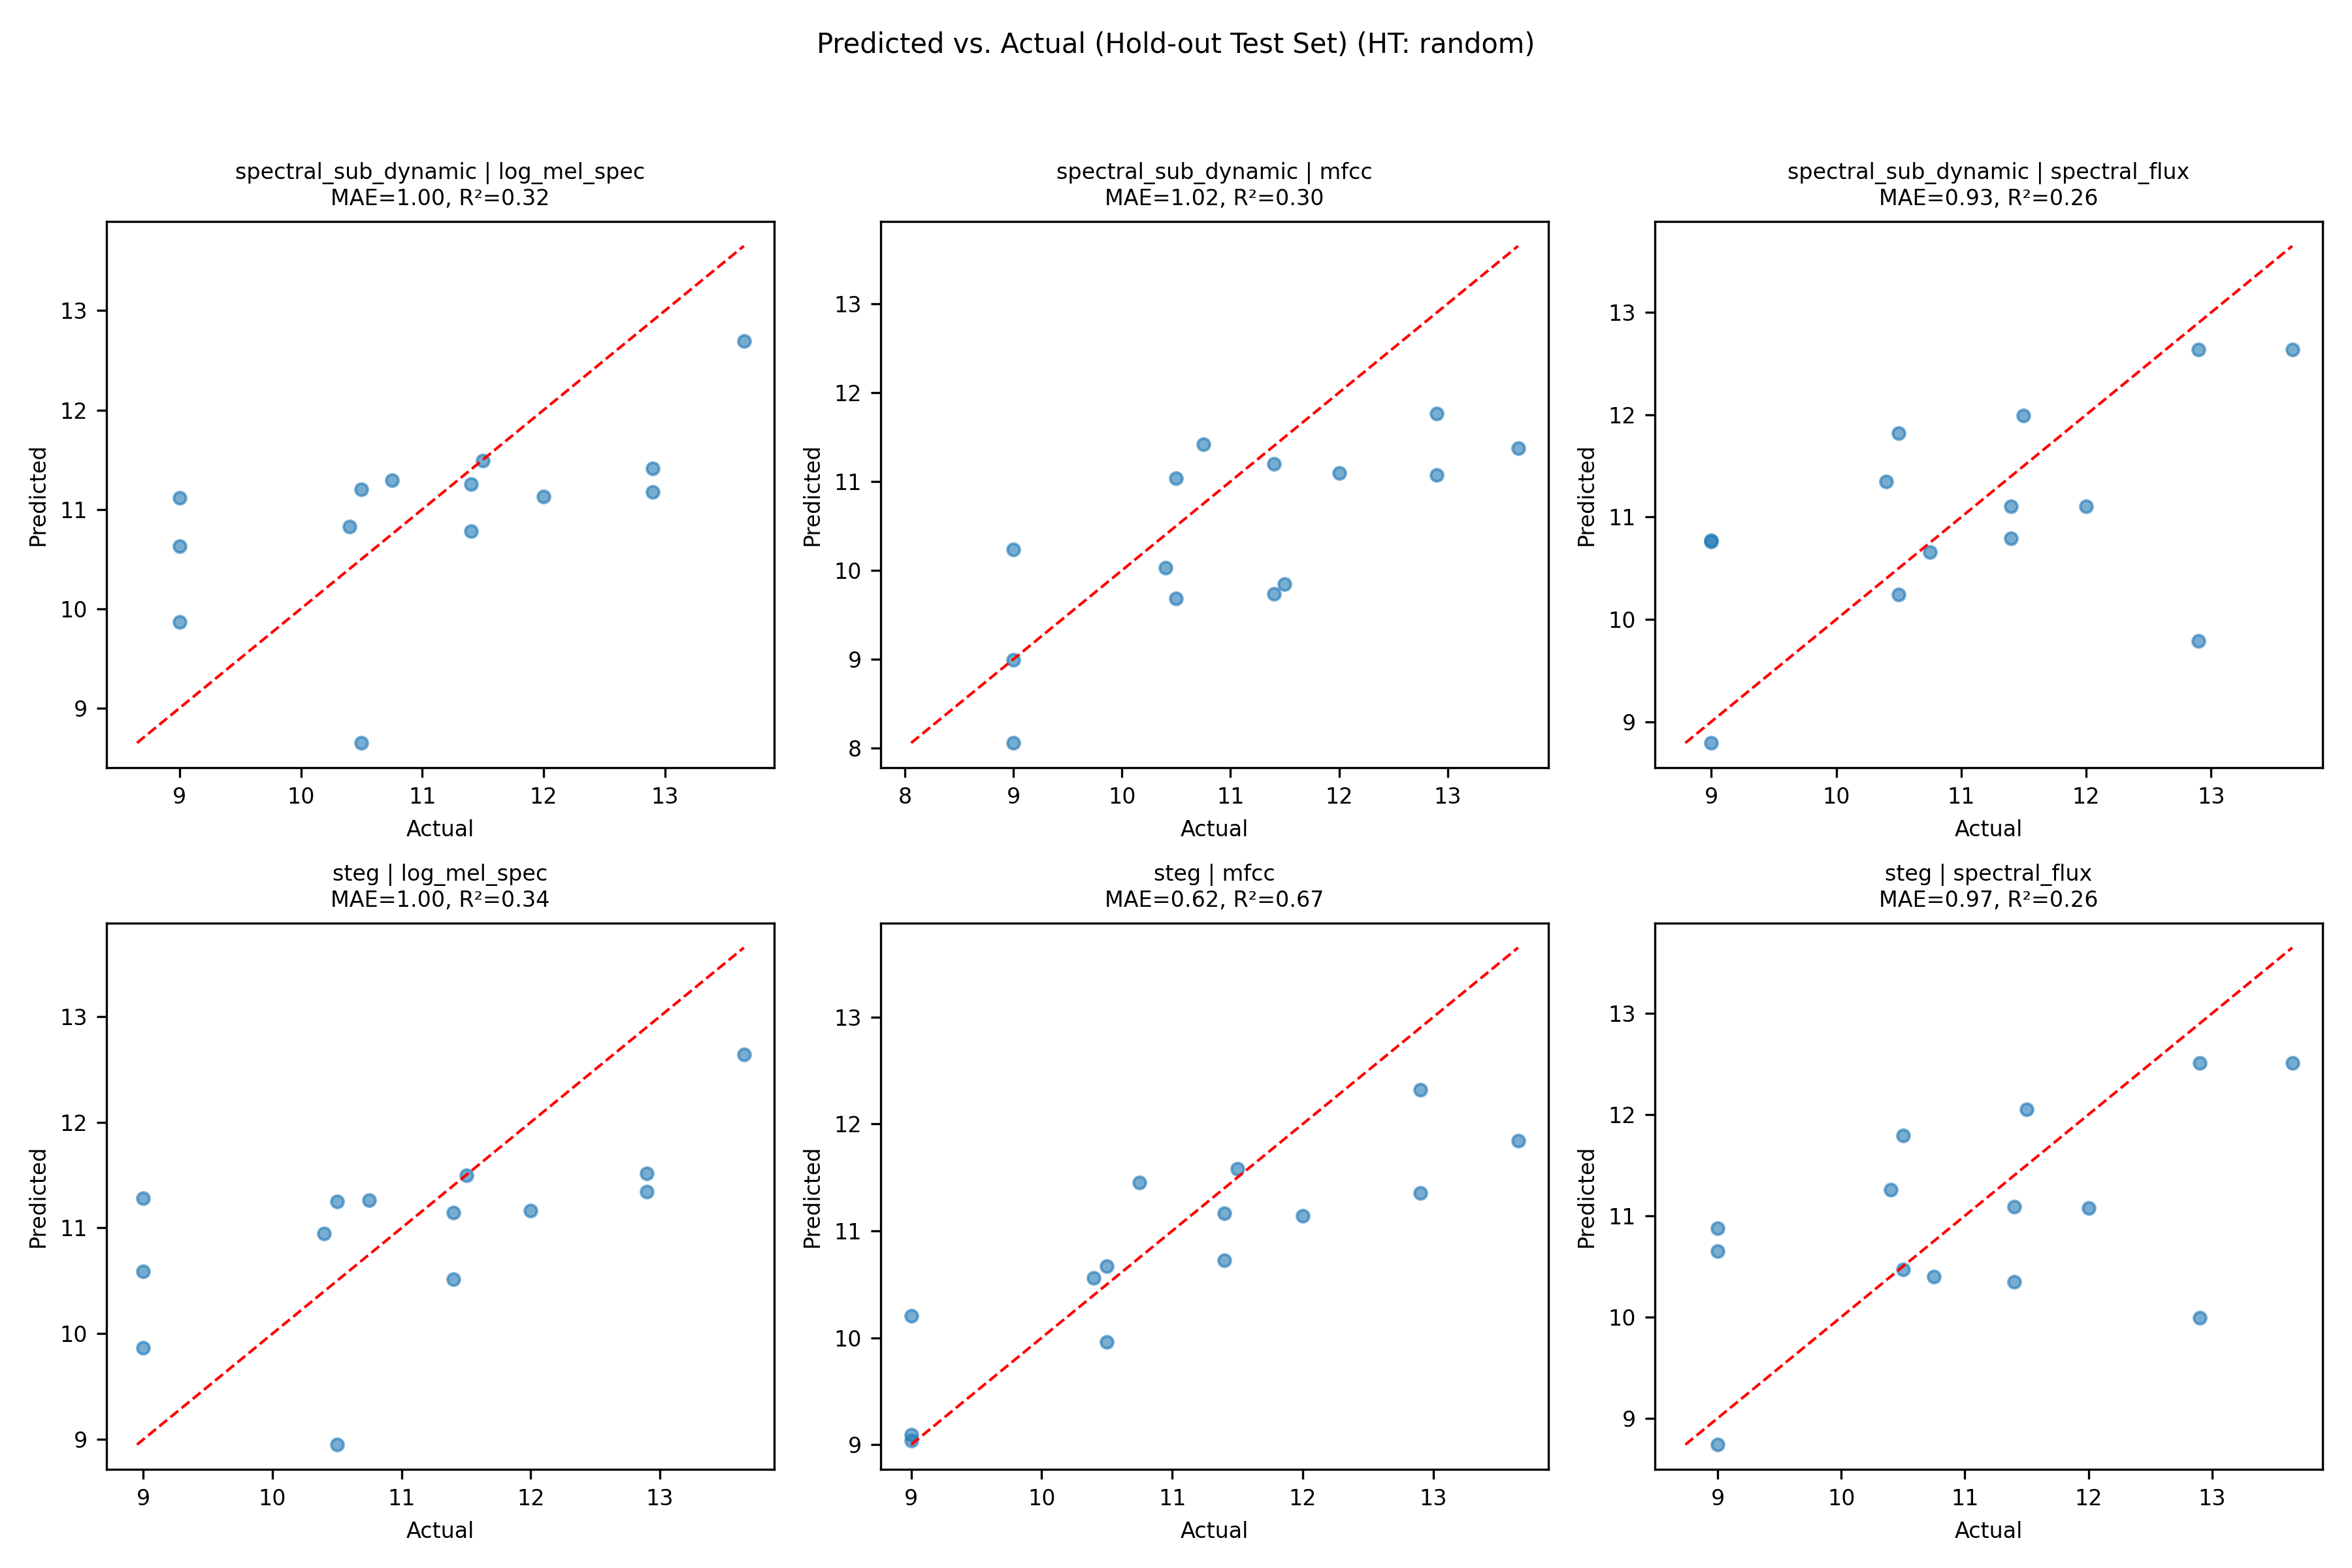 Predicted vs. Actual (Hold-out Test Set) (HT: random)
spectral_sub_dynamic | log_mel_spec
MAE=1.00, R²=0.32
13
12
11
10
9
Predicted
9 10 11 12 13
Actual
spectral_sub_dynamic | mfcc
MAE=1.02, R²=0.30
13
12
11
10
9
8
Predicted
8 9 10 11 12 13
Actual
spectral_sub_dynamic | spectral_flux
MAE=0.93, R²=0.26
13
12
11
10
9
Predicted
9 10 11 12 13
Actual
steg | log_mel_spec
MAE=1.00, R²=0.34
13
12
11
10
9
Predicted
9 10 11 12 13
Actual
steg | mfcc
MAE=0.62, R²=0.67
13
12
11
10
9
Predicted
9 10 11 12 13
Actual
steg | spectral_flux
MAE=0.97, R²=0.26
13
12
11
10
9
Predicted
9 10 11 12 13
Actual